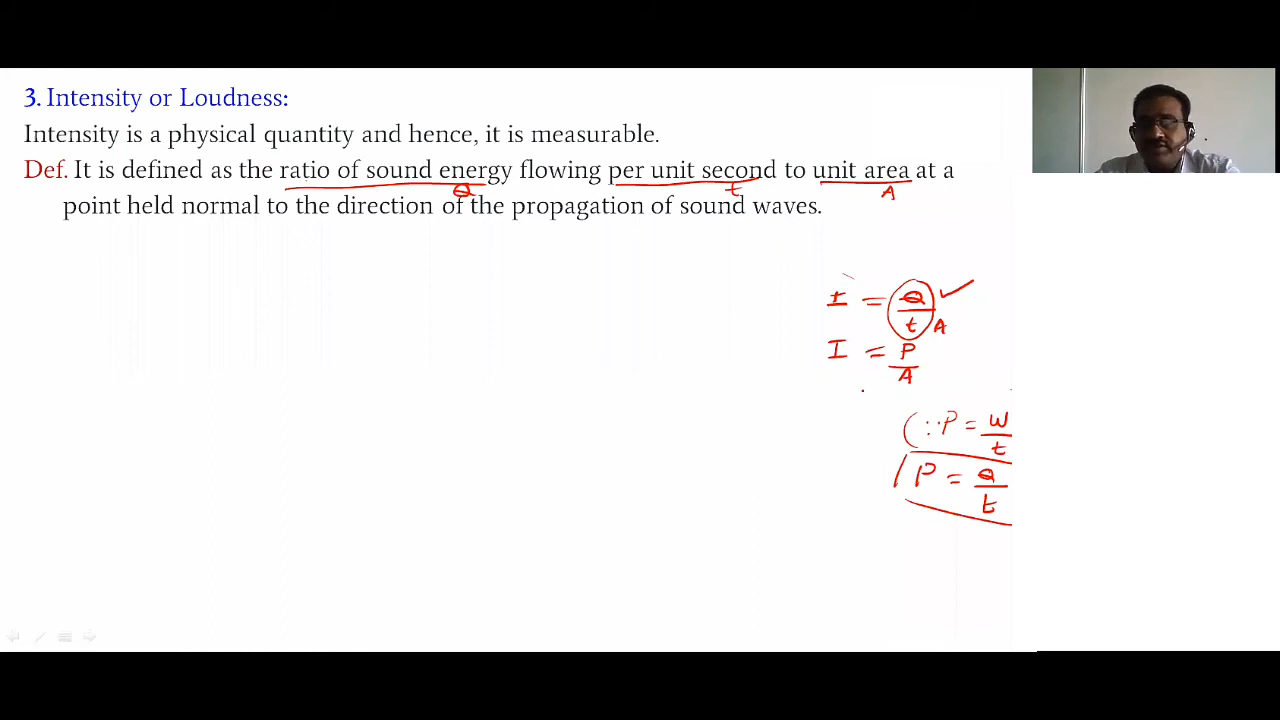 3. Intensity or Loudness:
Intensity is a physical quantity and hence, it is measurable.
Def. It is defined as the ratio of sound energy flowing per unit second to unit area at a
Q t A
point held normal to the direction of the propagation of sound waves.
I = Q/tA ✓
I = P/A
(∵ P = W/t
P = Q/t